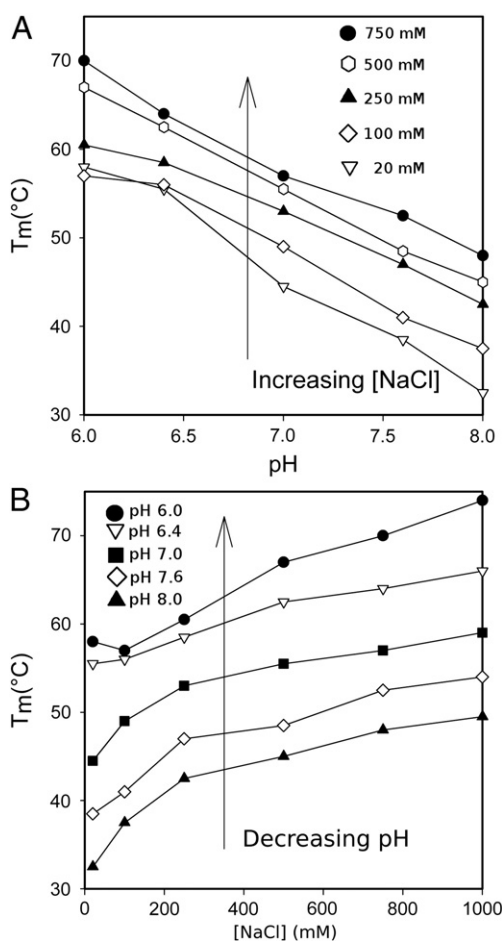 A
750 mM
500 mM
250 mM
100 mM
20 mM
Increasing [NaCl]
Tm(°C)
70
60
50
40
30
6.0 6.5 7.0 7.5 8.0
pH
B
pH 6.0
pH 6.4
pH 7.0
pH 7.6
pH 8.0
Decreasing pH
Tm(°C)
70
60
50
40
30
0 200 400 600 800 1000
[NaCl] (mM)